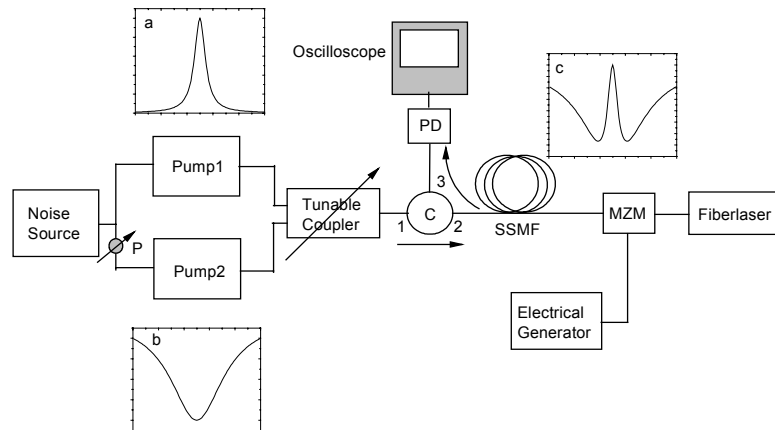 a
Oscilloscope
c
PD
Pump1
3
Noise
Source
Tunable
Coupler
C
MZM
Fiberlaser
1
2
SSMF
P
Pump2
Electrical
Generator
b